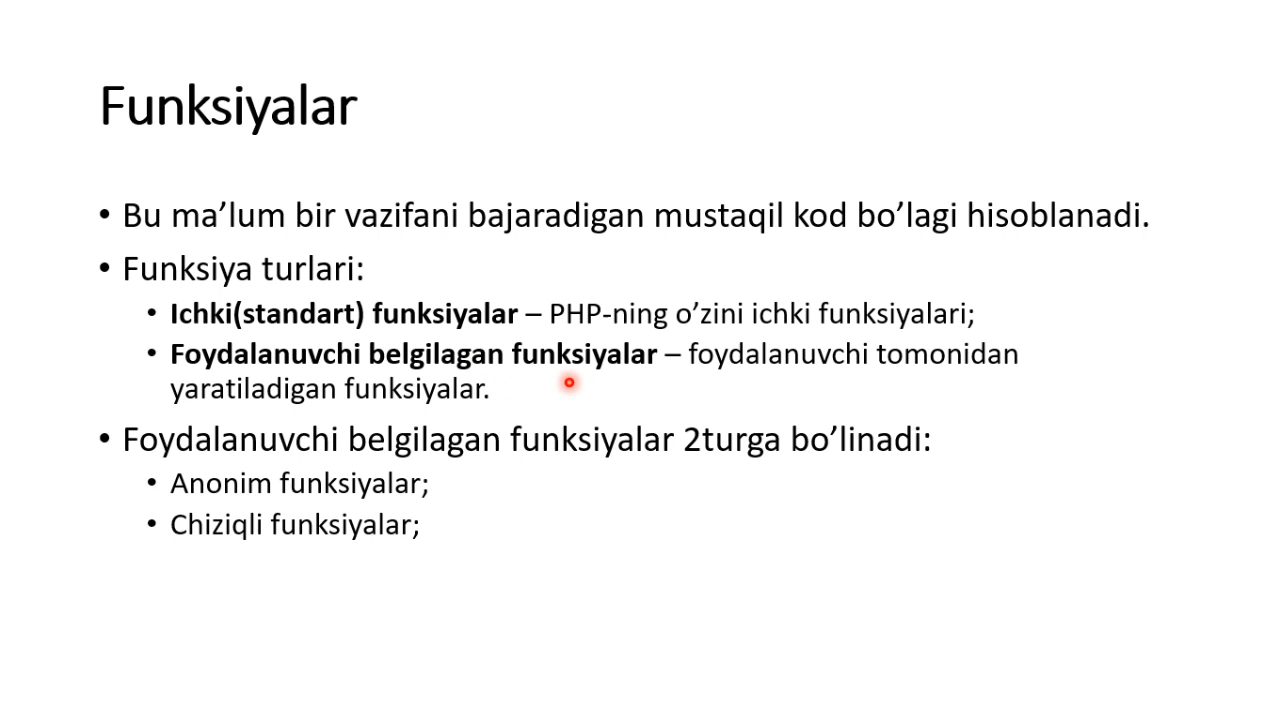 Funksiyalar
• Bu ma’lum bir vazifani bajaradigan mustaqil kod bo’lagi hisoblanadi.
• Funksiya turlari:
• Ichki(standart) funksiyalar – PHP-ning o’zini ichki funksiyalari;
• Foydalanuvchi belgilagan funksiyalar – foydalanuvchi tomonidan
yaratiladigan funksiyalar.
• Foydalanuvchi belgilagan funksiyalar 2turga bo’linadi:
• Anonim funksiyalar;
• Chiziqli funksiyalar;